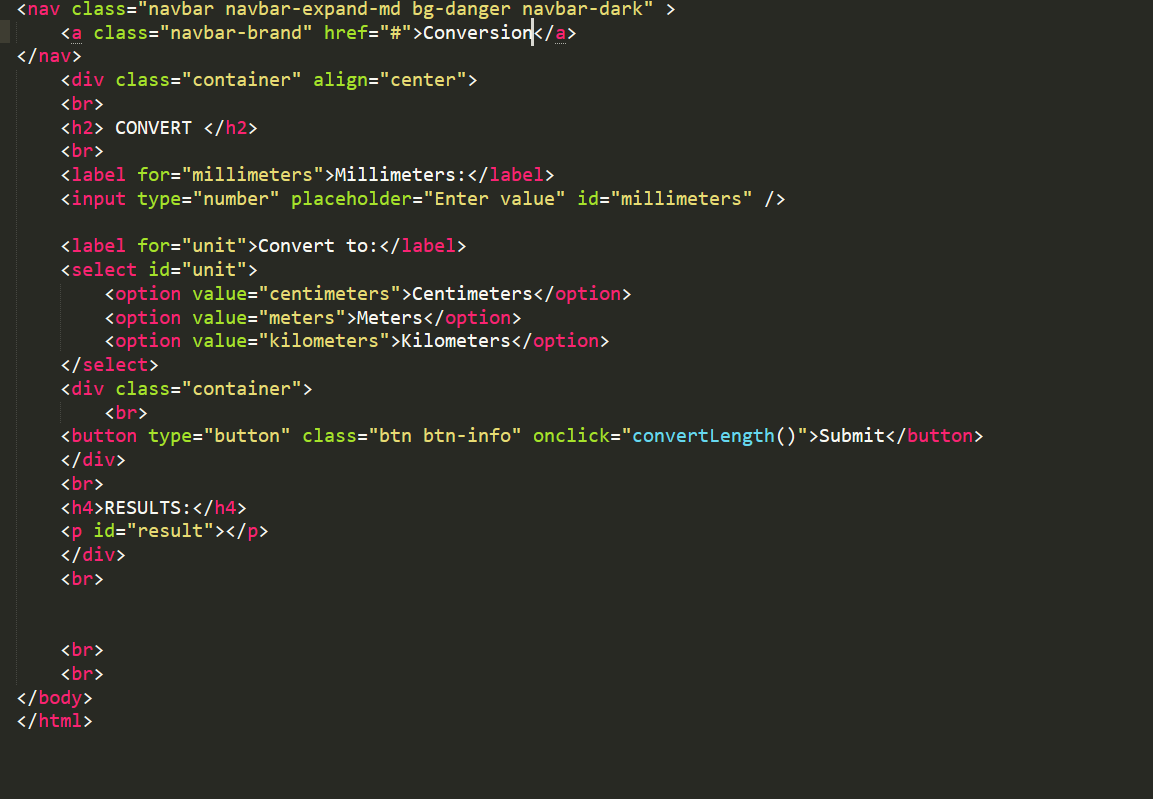 <nav class="navbar navbar-expand-md bg-danger navbar-dark" >
<a class="navbar-brand" href="#">Conversion</a>
</nav>
<div class="container" align="center">
<br>
<h2> CONVERT </h2>
<br>
<label for="millimeters">Millimeters:</label>
<input type="number" placeholder="Enter value" id="millimeters" />
<label for="unit">Convert to:</label>
<select id="unit">
<option value="centimeters">Centimeters</option>
<option value="meters">Meters</option>
<option value="kilometers">Kilometers</option>
</select>
<div class="container">
<br>
<button type="button" class="btn btn-info" onclick="convertLength()">Submit</button>
</div>
<br>
<h4>RESULTS:</h4>
<p id="result"></p>
</div>
<br>
<br>
<br>
</body>
</html>